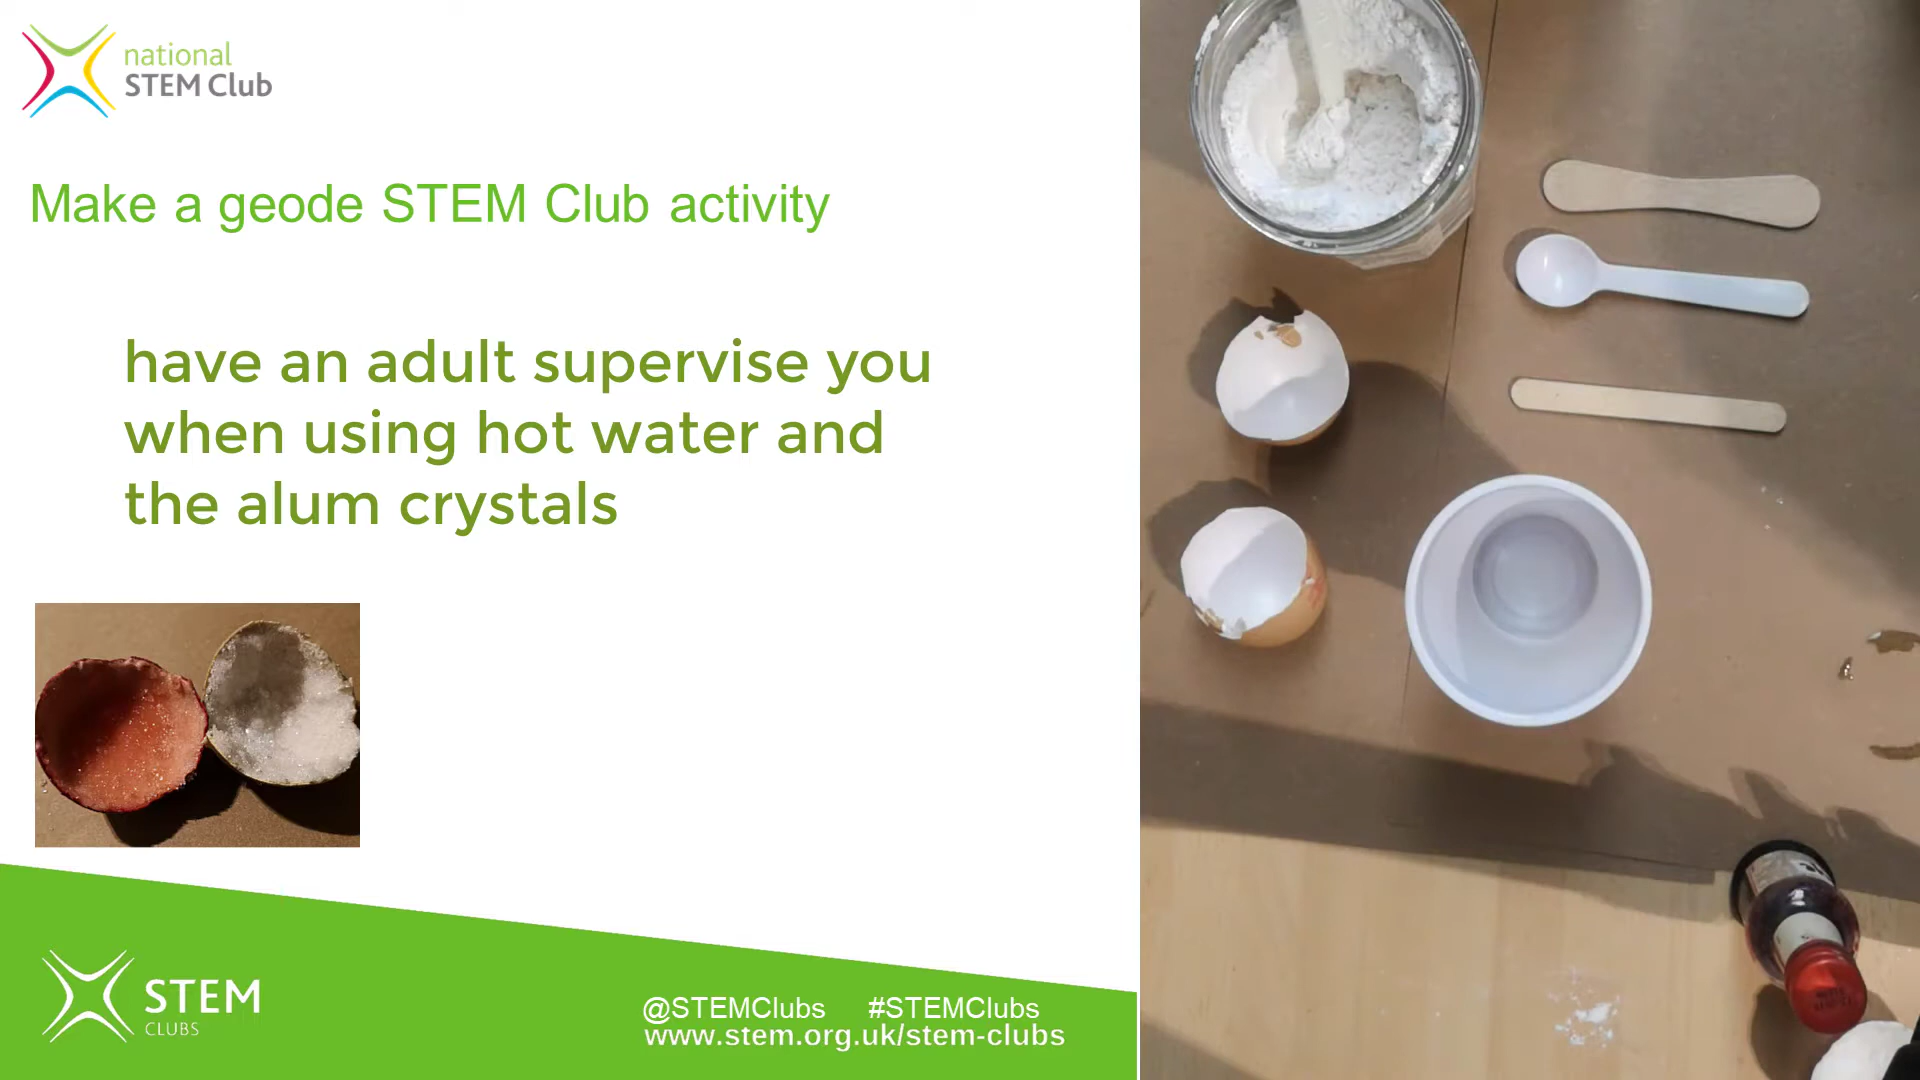 national
STEM Club
Make a geode STEM Club activity
have an adult supervise you
when using hot water and
the alum crystals
STEM
CLUBS
@STEMClubs #STEMClubs
www.stem.org.uk/stem-clubs